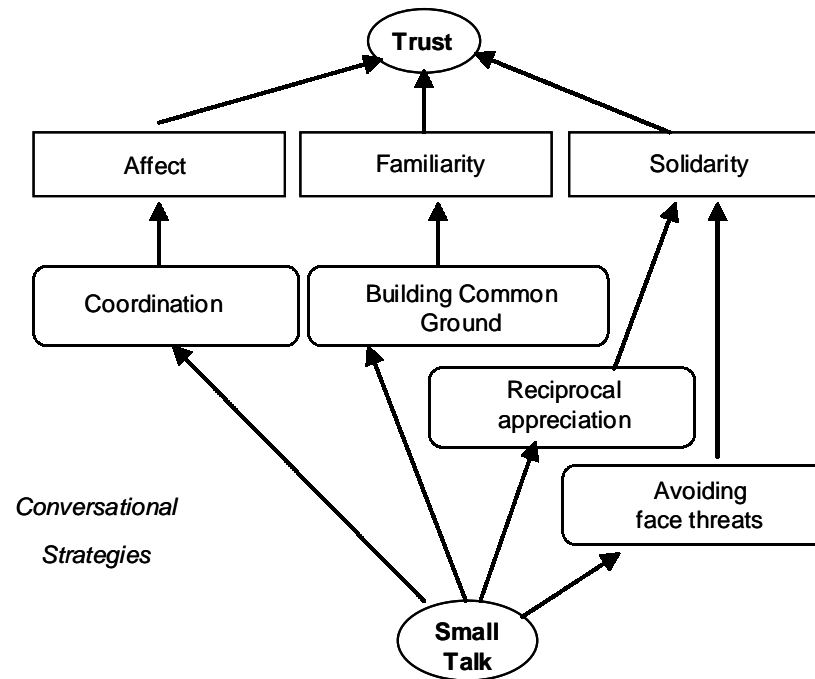 Trust
Affect
Familiarity
Solidarity
Coordination
Building Common
Ground
Reciprocal
appreciation
Avoiding
face threats
Conversational
Strategies
Small
Talk